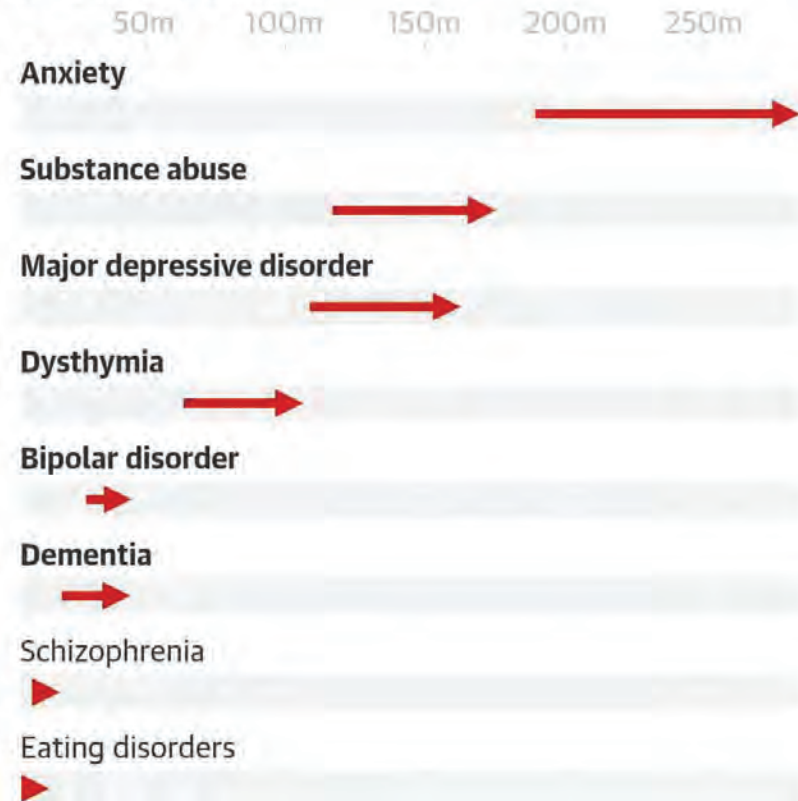 50m 100m 150m 200m 250m
Anxiety
Substance abuse
Major depressive disorder
Dysthymia
Bipolar disorder
Dementia
Schizophrenia
Eating disorders